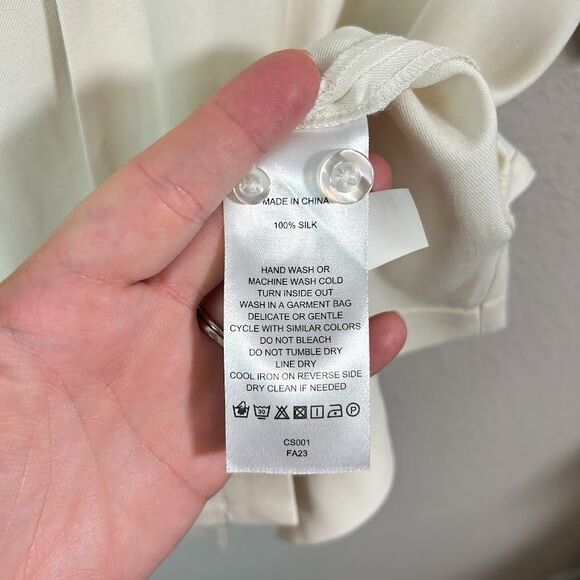 MADE IN CHINA
100% SILK
HAND WASH OR
MACHINE WASH COLD
TURN INSIDE OUT
WASH IN A GARMENT BAG
DELICATE OR GENTLE
CYCLE WITH SIMILAR COLORS
DO NOT BLEACH
DO NOT TUMBLE DRY
LINE DRY
COOL IRON ON REVERSE SIDE
DRY CLEAN IF NEEDED
30 P
CS001
FA23